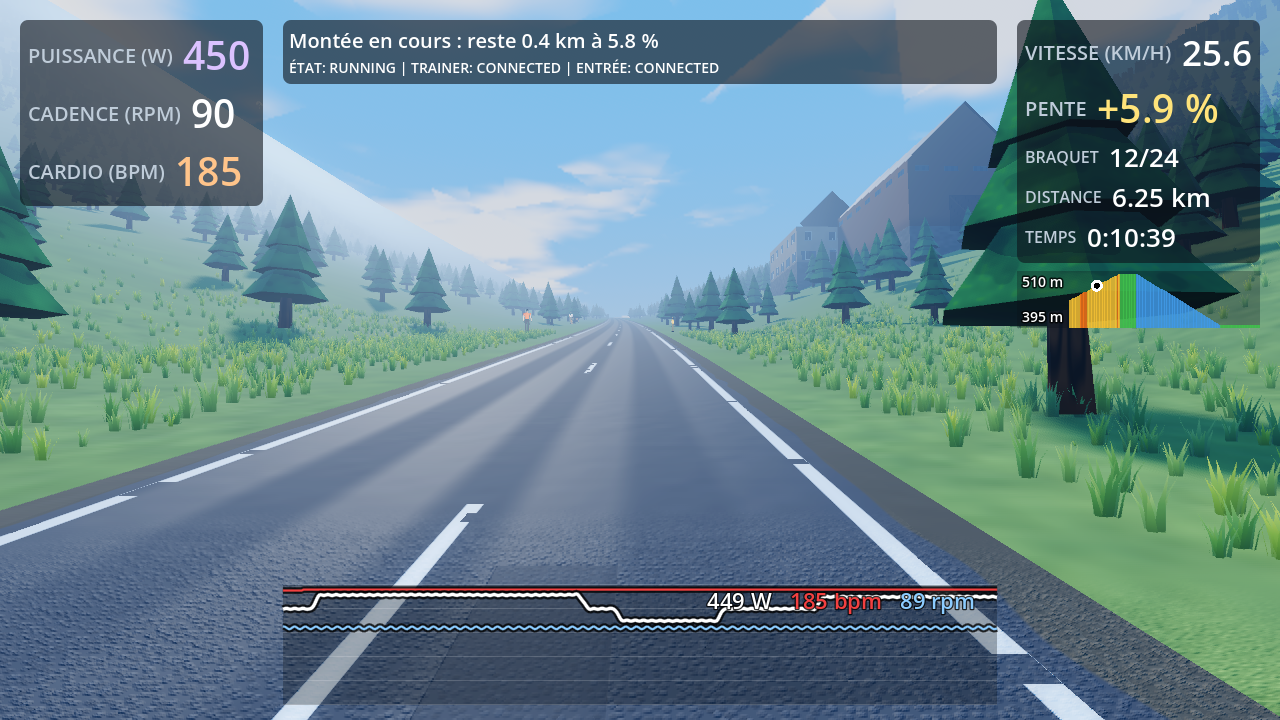 PUISSANCE (W) 450
CADENCE (RPM) 90
CARDIO (BPM) 185
Montée en cours : reste 0.4 km à 5.8 %
ÉTAT: RUNNING | TRAINER: CONNECTED | ENTRÉE: CONNECTED
VITESSE (KM/H) 25.6
PENTE +5.9 %
BRAQUET 12/24
DISTANCE 6.25 km
TEMPS 0:10:39
510 m
395 m
449 W 185 bpm 89 rpm